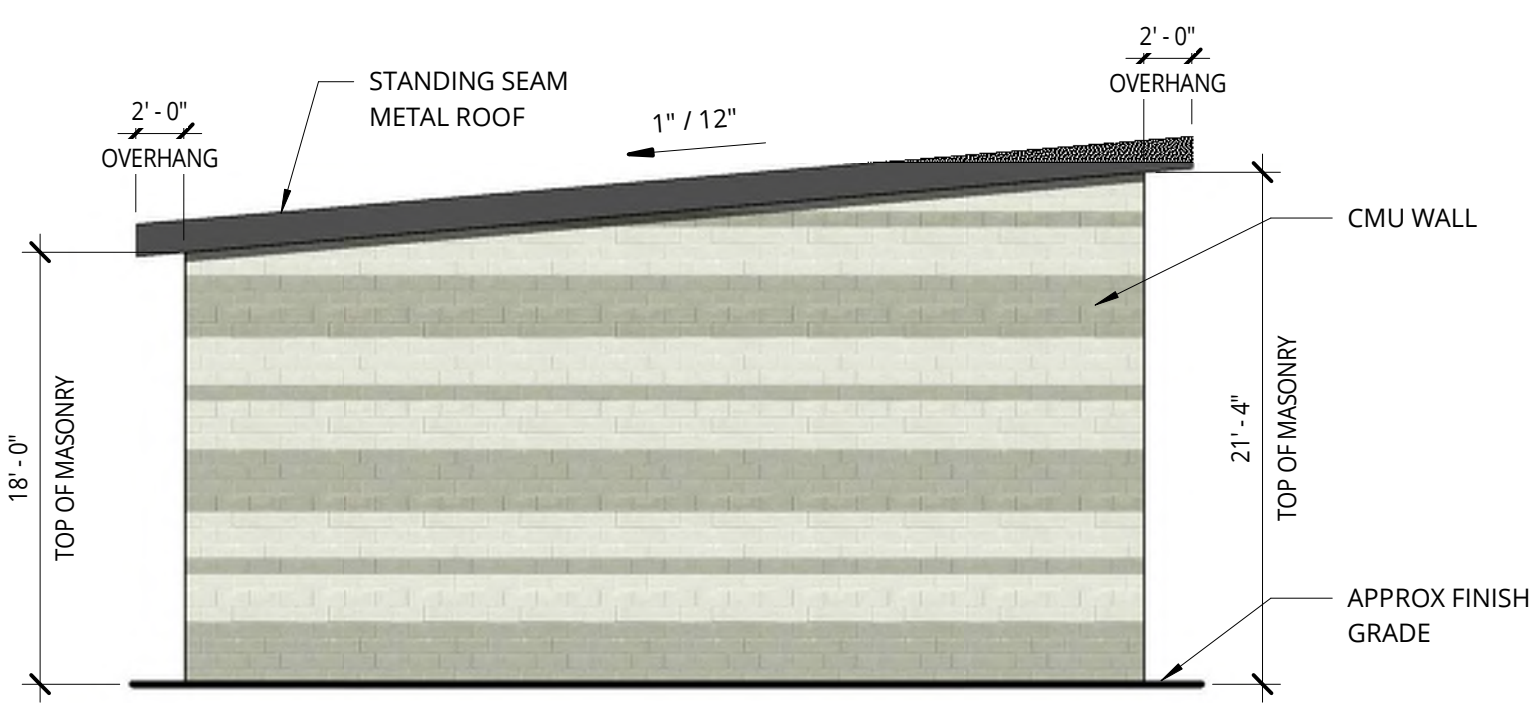 2' - 0"
OVERHANG
STANDING SEAM
METAL ROOF
2' - 0"
OVERHANG
1" / 12"
CMU WALL
18' - 0"
TOP OF MASONRY
21' - 4"
TOP OF MASONRY
APPROX FINISH
GRADE